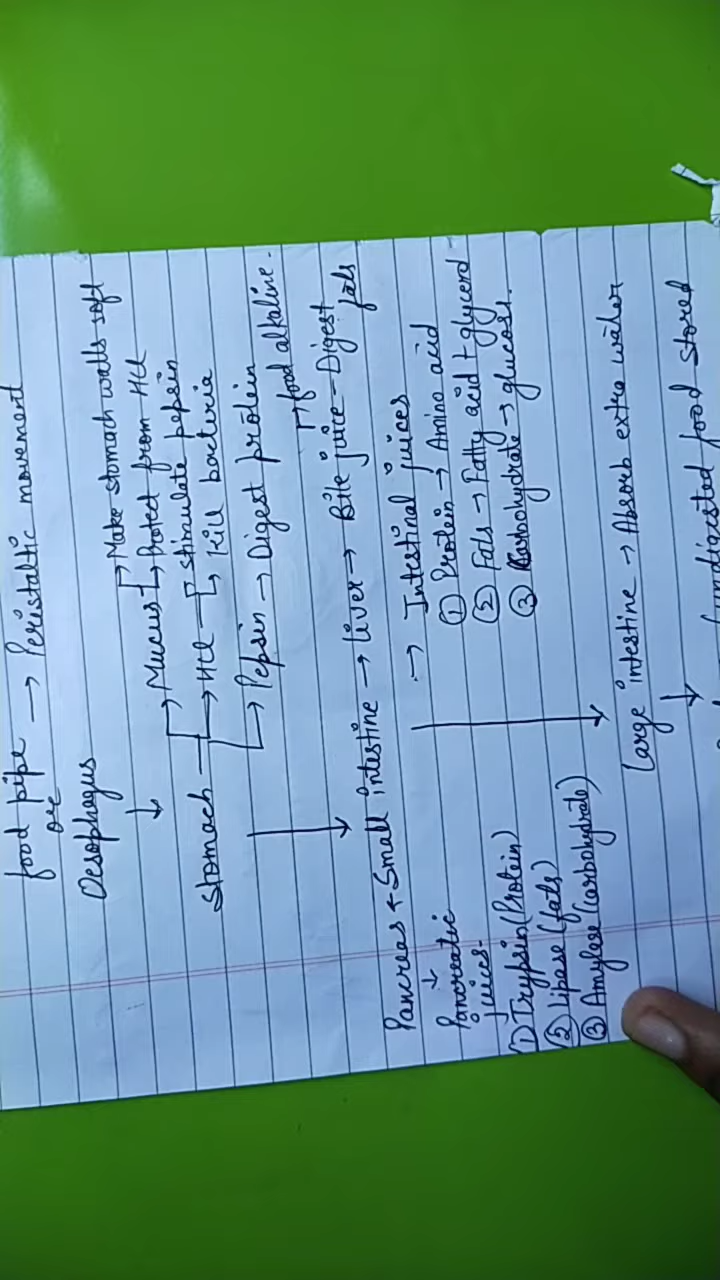 food pipe → Peristaltic movement
or
Oesophagus
↓ → Make stomach walls soft
→ Mucus → Protect from HCl
Stomach → HCl → stimulate pepsin
→ kill bacteria
→ Pepsin → Digest protein
↓ → food alkaline.
Pancreas ← Small intestine → Liver → Bile juice - Digest fats
↓ → Intestinal juices
Pancreatic juices.
① Protein → Amino acid
② Fats → Fatty acid + glycerol
③ Carbohydrate → glucose.
① Trypsin (Protein)
② Lipase (fats)
③ Amylese (carbohydrate)
↓
Large intestine → Absorb extra water
↓
undigested food stored